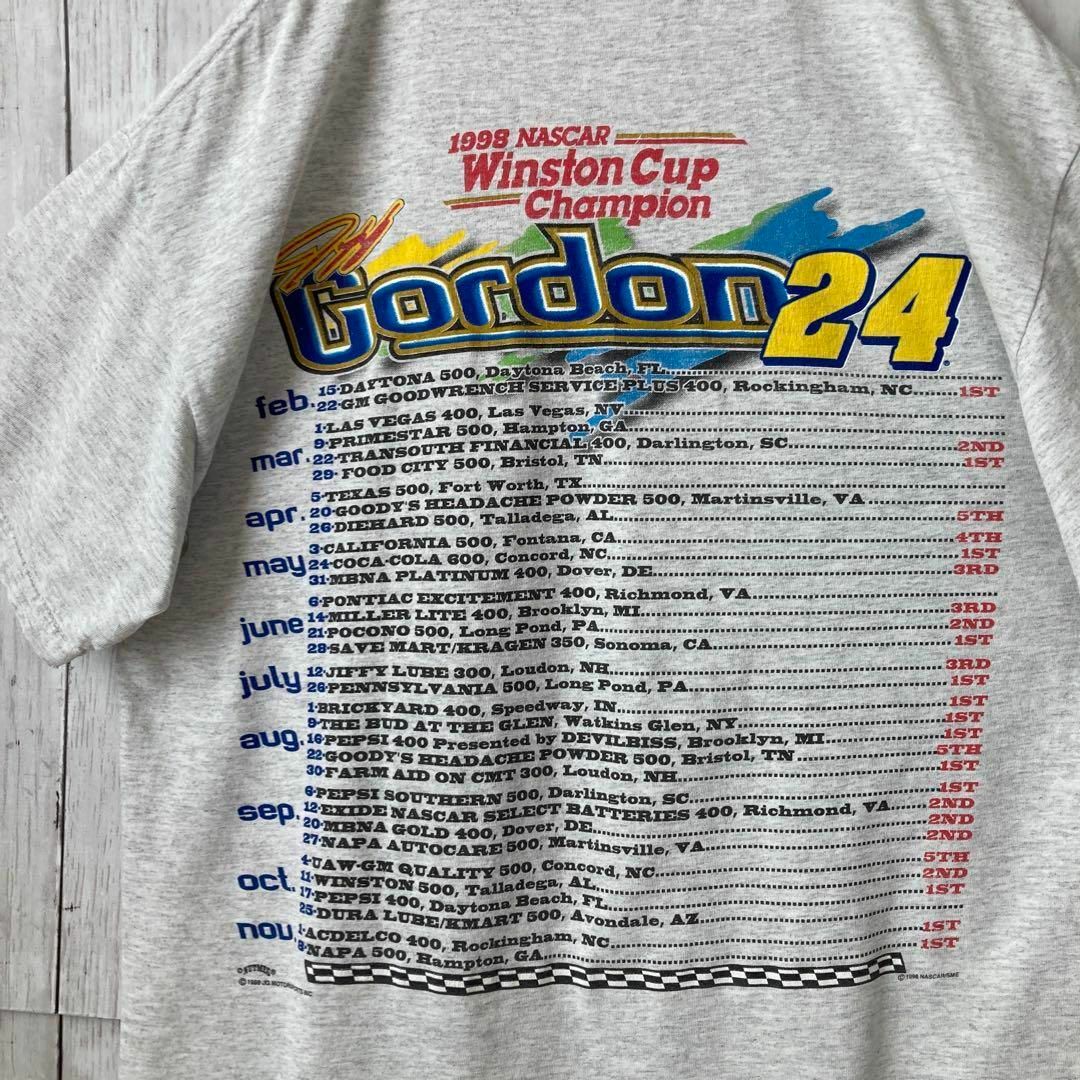 1998 NASCAR
Winston Cup
Champion
Jeff
Gordon 24
feb. 15·DAYTONA 500, Daytona Beach, FL
22·GM GOODWRENCH SERVICE PLUS 400, Rockingham, NC 1ST
mar. 1·LAS VEGAS 400, Las Vegas, NV
9·PRIMESTAR 500, Hampton, GA
22·TRANSOUTH FINANCIAL 400, Darlington, SC 2ND
29·FOOD CITY 500, Bristol, TN 1ST
apr. 5·TEXAS 500, Fort Worth, TX
20·GOODY'S HEADACHE POWDER 500, Martinsville, VA
26·DIEHARD 500, Talladega, AL 5TH
may 3·CALIFORNIA 500, Fontana, CA 4TH
24·COCA-COLA 600, Concord, NC 1ST
31·MBNA PLATINUM 400, Dover, DE 3RD
june 6·PONTIAC EXCITEMENT 400, Richmond, VA
14·MILLER LITE 400, Brooklyn, MI 3RD
21·POCONO 500, Long Pond, PA 2ND
28·SAVE MART/KRAGEN 350, Sonoma, CA 1ST
july 12·JIFFY LUBE 300, Loudon, NH 3RD
26·PENNSYLVANIA 500, Long Pond, PA 1ST
aug. 1·BRICKYARD 400, Speedway, IN 1ST
9·THE BUD AT THE GLEN, Watkins Glen, NY 1ST
16·PEPSI 400 Presented by DEVILBISS, Brooklyn, MI 1ST
22·GOODY'S HEADACHE POWDER 500, Bristol, TN 5TH
30·FARM AID ON CMT 300, Loudon, NH 1ST
sep. 6·PEPSI SOUTHERN 500, Darlington, SC 1ST
12·EXIDE NASCAR SELECT BATTERIES 400, Richmond, VA 2ND
20·MBNA GOLD 400, Dover, DE 2ND
27·NAPA AUTOCARE 500, Martinsville, VA 2ND
oct. 4·UAW-GM QUALITY 500, Concord, NC 5TH
11·WINSTON 500, Talladega, AL 2ND
17·PEPSI 400, Daytona Beach, FL 1ST
25·DURA LUBE/KMART 500, Avondale, AZ
nov. 1·ACDELCO 400, Rockingham, NC 1ST
8·NAPA 500, Hampton, GA 1ST
NUTMEG
© 1998 JG MOTORSPORTS INC
© 1998 NASCAR/SME